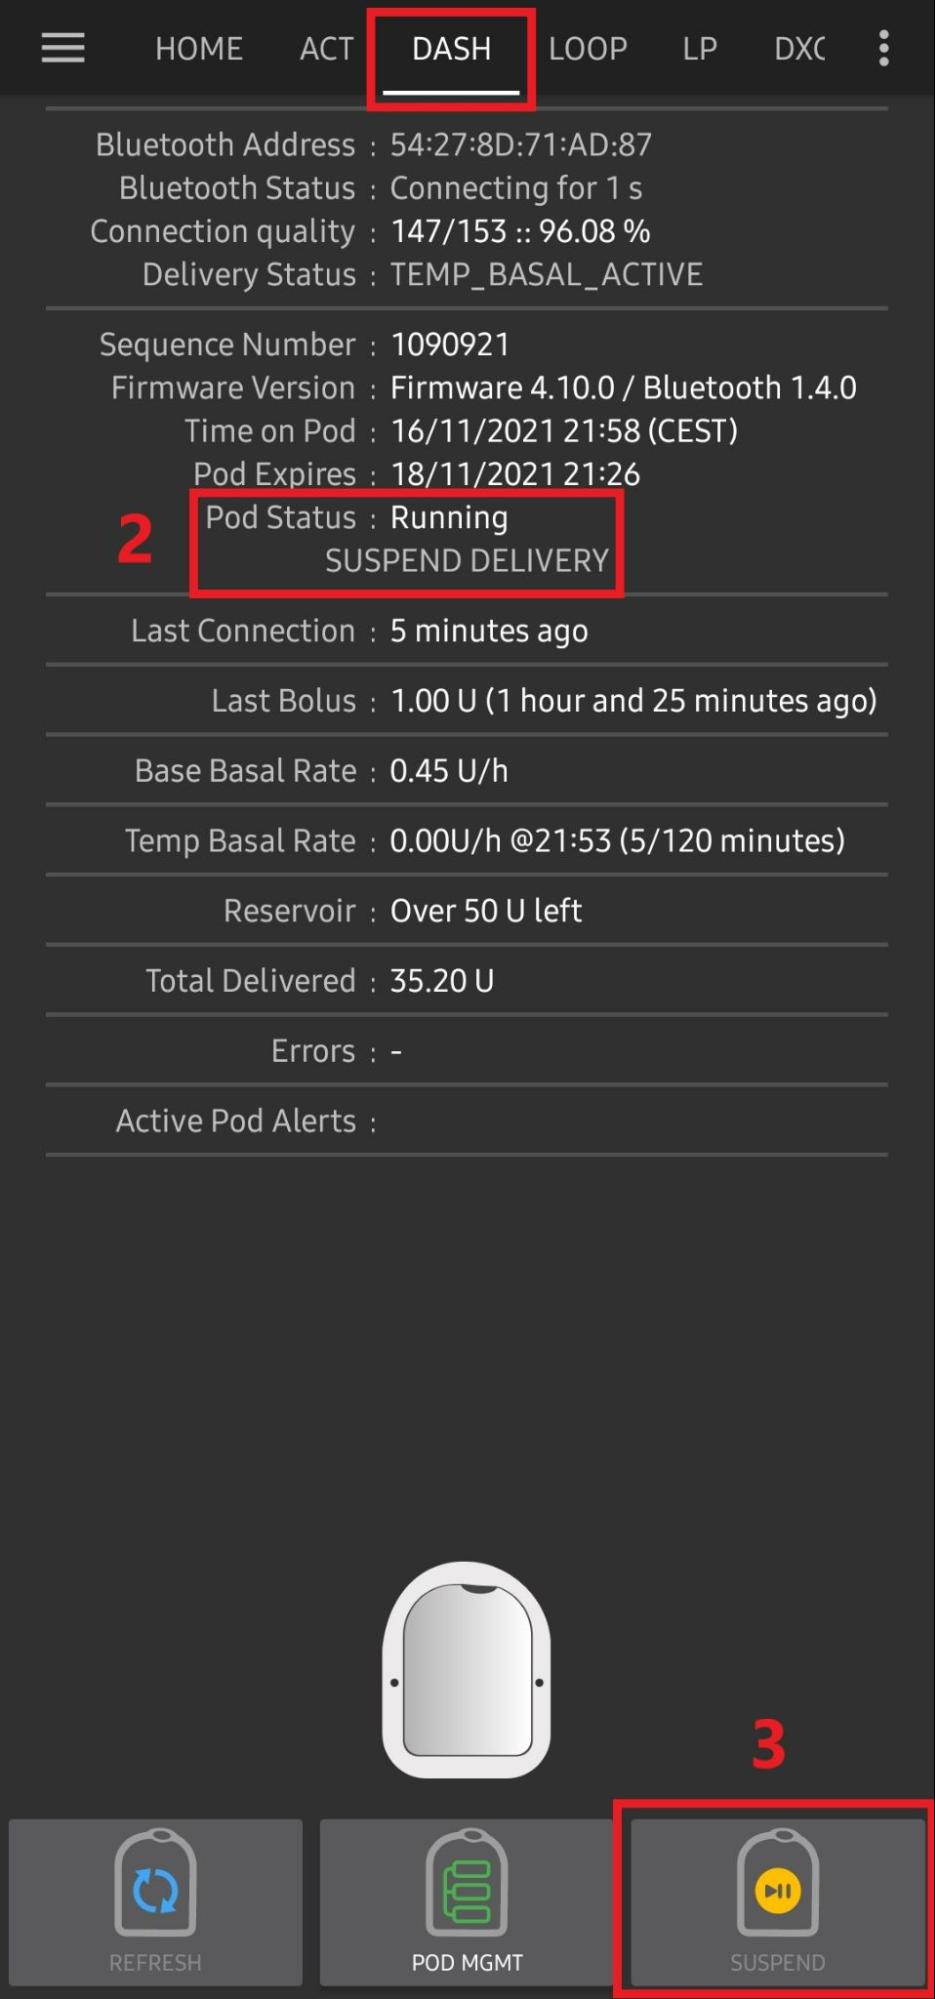 HOME ACT DASH LOOP LP DXC
Bluetooth Address : 54:27:8D:71:AD:87
Bluetooth Status : Connecting for 1 s
Connection quality : 147/153 :: 96.08 %
Delivery Status : TEMP_BASAL_ACTIVE
Sequence Number : 1090921
Firmware Version : Firmware 4.10.0 / Bluetooth 1.4.0
Time on Pod : 16/11/2021 21:58 (CEST)
Pod Expires : 18/11/2021 21:26
2 Pod Status : Running
SUSPEND DELIVERY
Last Connection : 5 minutes ago
Last Bolus : 1.00 U (1 hour and 25 minutes ago)
Base Basal Rate : 0.45 U/h
Temp Basal Rate : 0.00U/h @21:53 (5/120 minutes)
Reservoir : Over 50 U left
Total Delivered : 35.20 U
Errors : -
Active Pod Alerts :
3
REFRESH POD MGMT SUSPEND